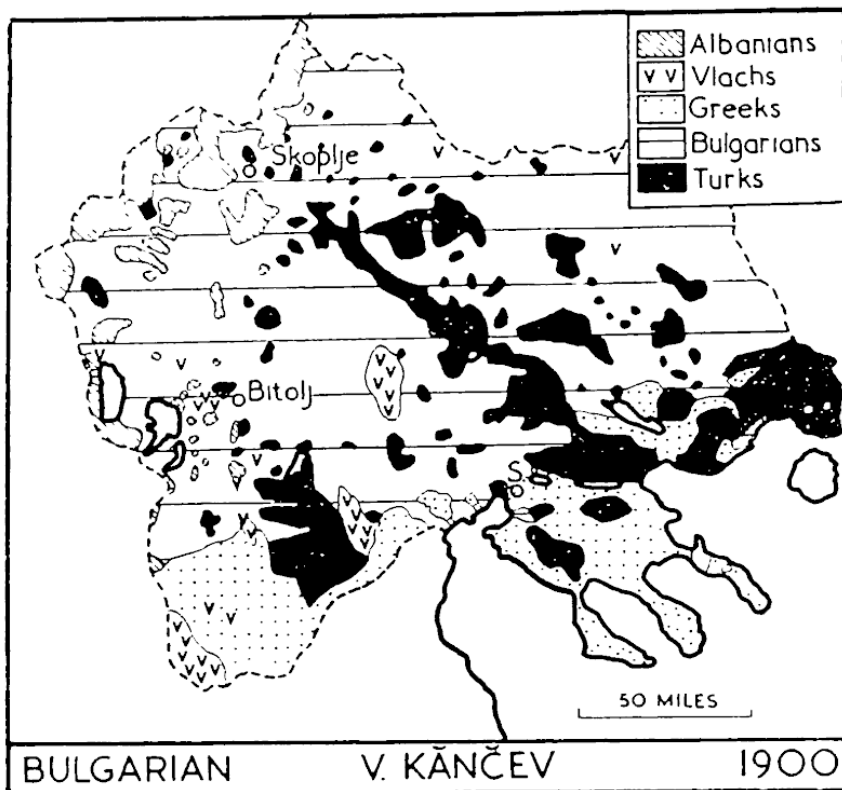 Albanians
Vlachs
Greeks
Bulgarians
Turks
Skoplje
Bitolj
S
50 MILES
BULGARIAN V. KĂNČEV 1900